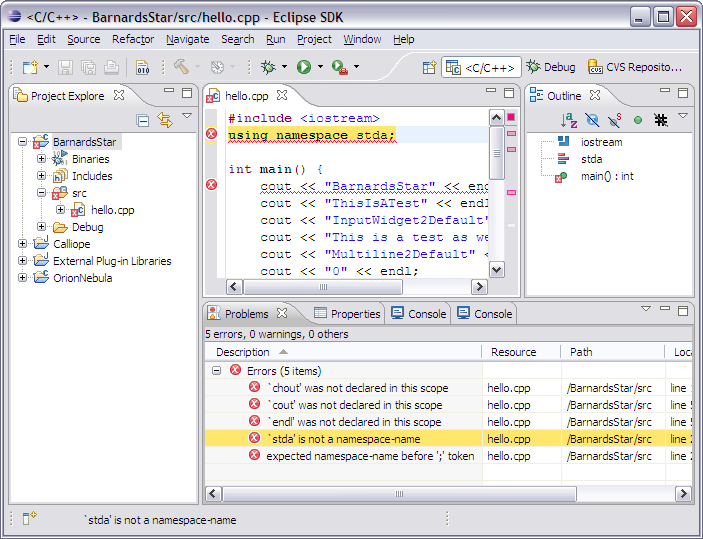 <C/C++> - BarnardsStar/src/hello.cpp - Eclipse SDK
File Edit Source Refactor Navigate Search Run Project Window Help
010
<C/C++> Debug CVS Reposito...
Project Explore
BarnardsStar
Binaries
Includes
src
hello.cpp
Debug
Calliope
External Plug-in Libraries
OrionNebula
hello.cpp
#include <iostream>
using namespace stda;
int main() {
cout << "BarnardsStar" << end
cout << "ThisIsATest" << endl
cout << "InputWidget2Default"
cout << "This is a test as we
cout << "Multiline2Default" <
cout << "0" << endl;
Outline
iostream
stda
main() : int
Problems Properties Console Console
5 errors, 0 warnings, 0 others
Description Resource Path Loca
Errors (5 items)
`chout' was not declared in this scope hello.cpp /BarnardsStar/src line
`cout' was not declared in this scope hello.cpp /BarnardsStar/src line
`endl' was not declared in this scope hello.cpp /BarnardsStar/src line
`stda' is not a namespace-name hello.cpp /BarnardsStar/src line
expected namespace-name before ';' token hello.cpp /BarnardsStar/src line
`stda' is not a namespace-name